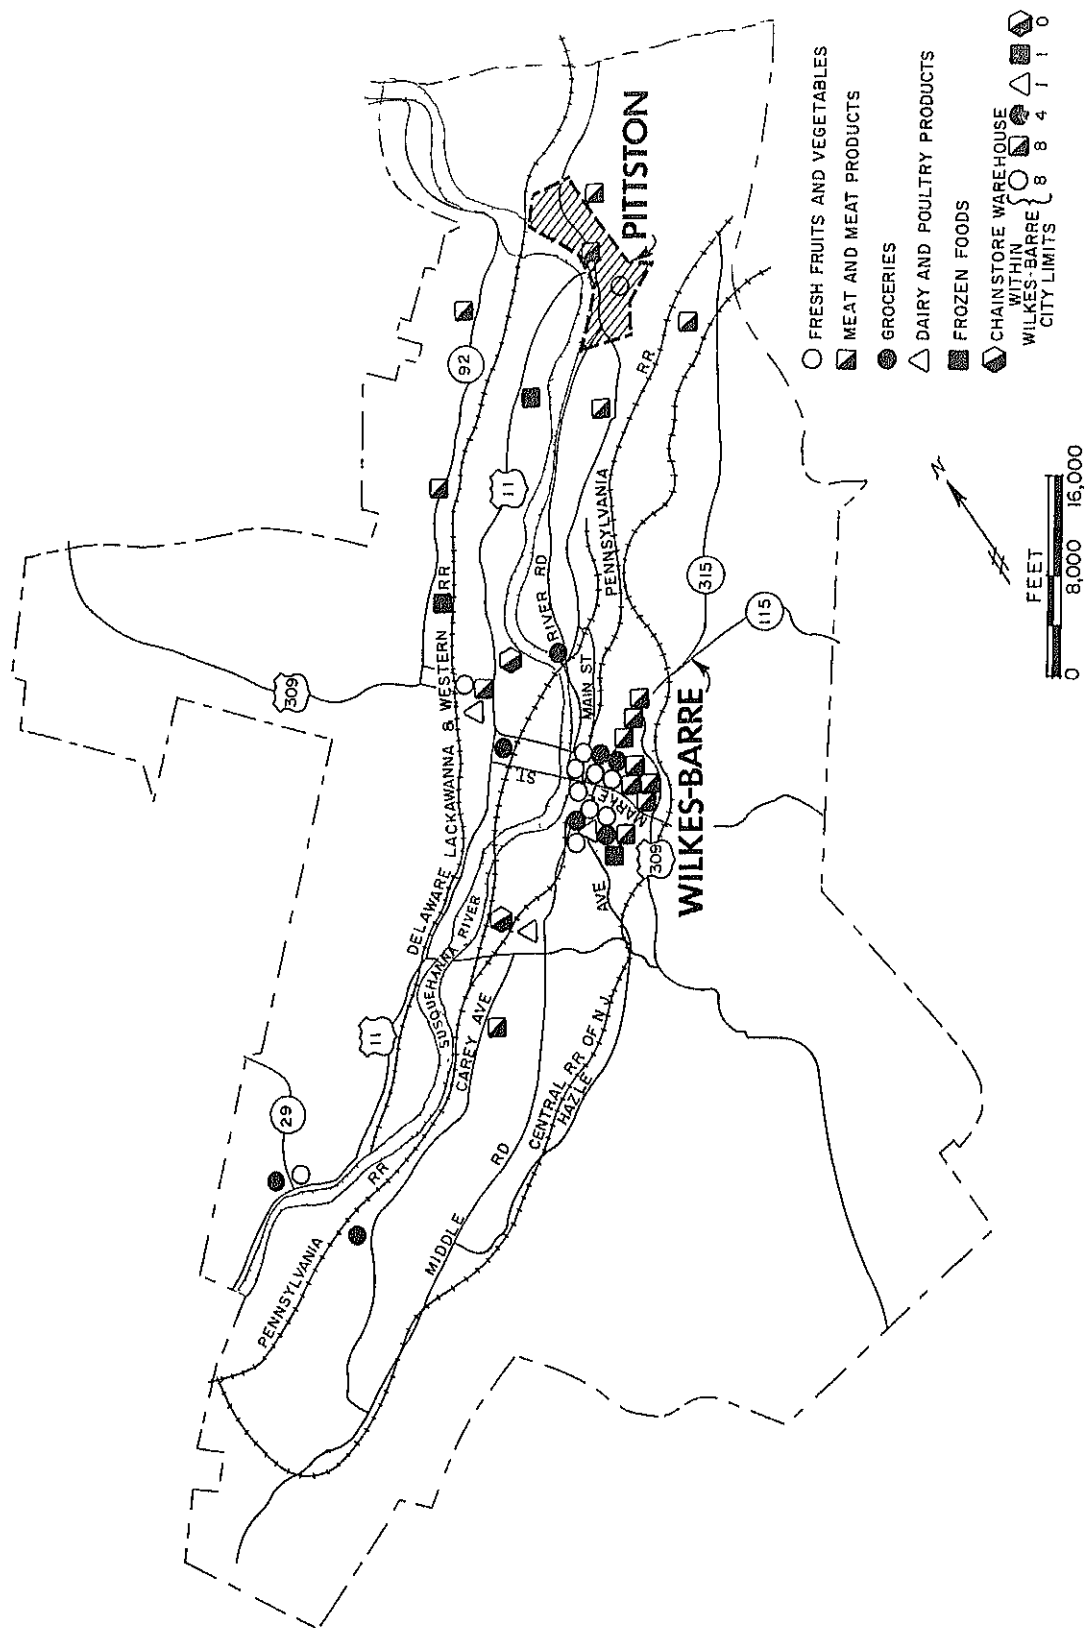 29
11
309
92
11
PENNSYLVANIA RR
SUSQUEHANNA RIVER
DELAWARE LACKAWANNA & WESTERN RR
CAREY AVE
MIDDLE RD
CENTRAL RR OF N.J.
HAZLE AVE
MARKET ST
MAIN ST
RIVER RD
PENNSYLVANIA RR
309
315
115
WILKES-BARRE
PITTSTON
FRESH FRUITS AND VEGETABLES
MEAT AND MEAT PRODUCTS
GROCERIES
DAIRY AND POULTRY PRODUCTS
FROZEN FOODS
CHAINSTORE WAREHOUSE
WITHIN
WILKES-BARRE
CITY LIMITS
8 8 4 1 1 0
N
FEET
0 8,000 16,000